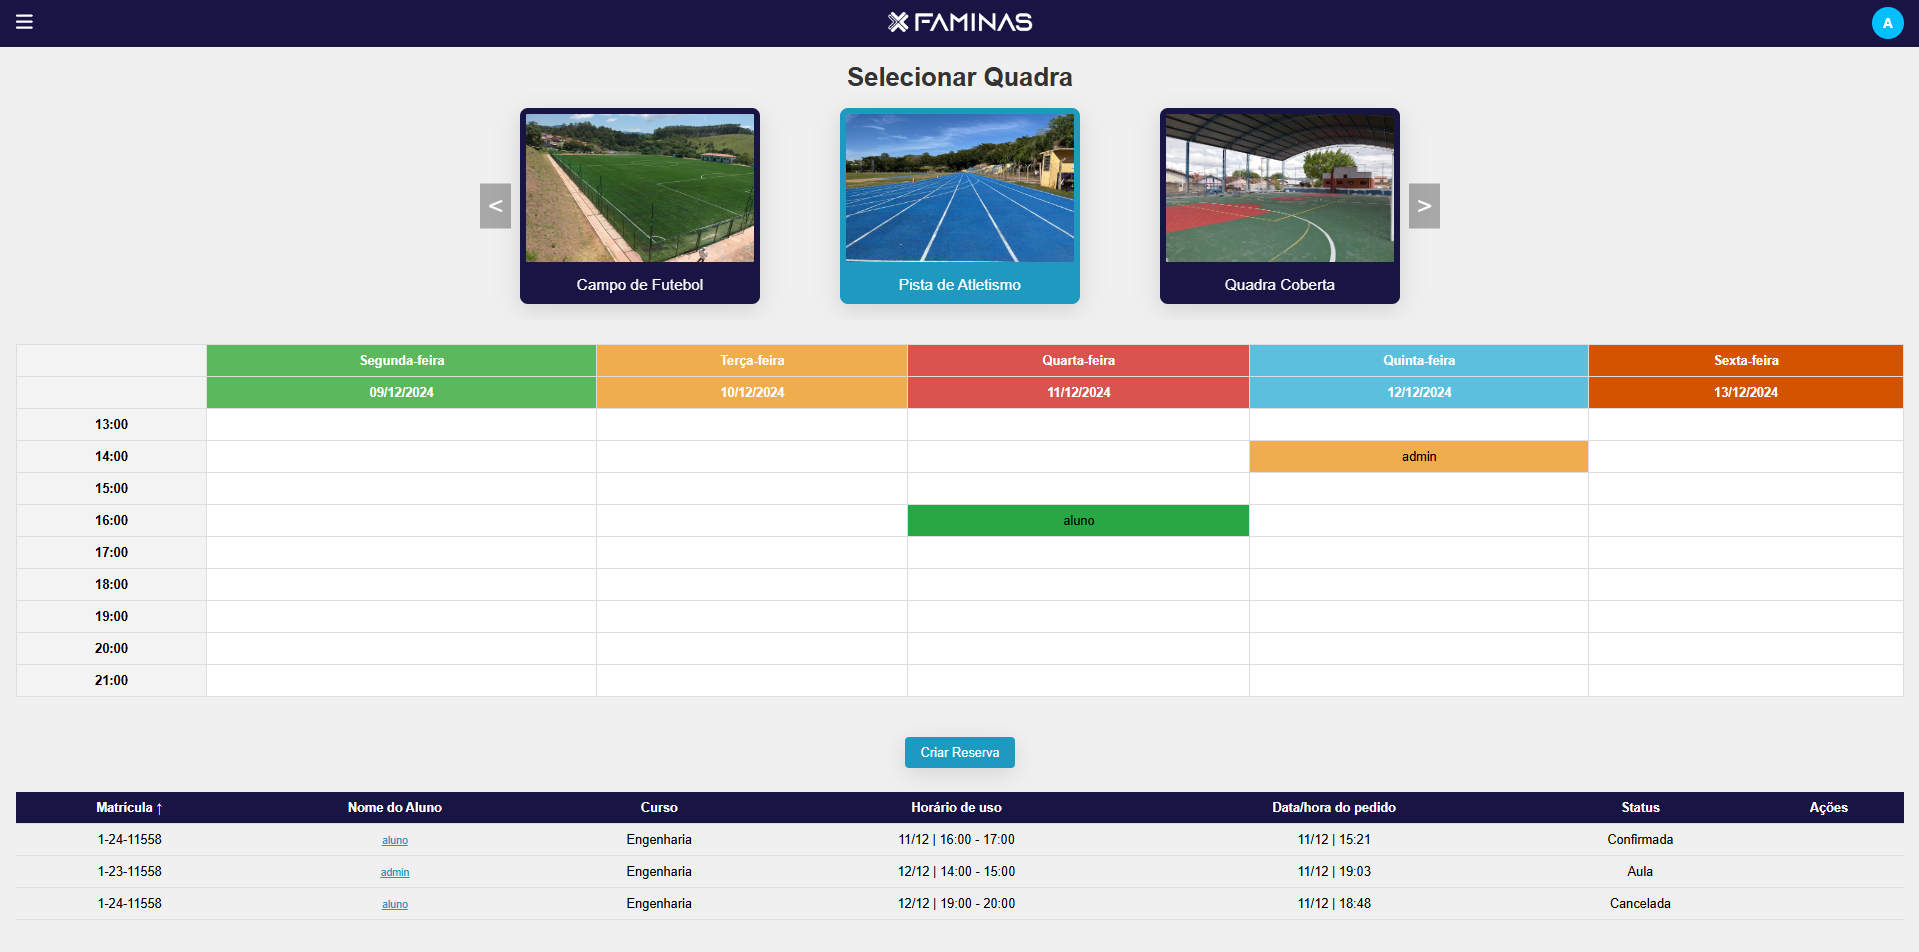 FAMINAS
A
Selecionar Quadra
<
Campo de Futebol
Pista de Atletismo
Quadra Coberta
>
Segunda-feira Terça-feira Quarta-feira Quinta-feira Sexta-feira
09/12/2024 10/12/2024 11/12/2024 12/12/2024 13/12/2024
13:00
14:00 admin
15:00
16:00 aluno
17:00
18:00
19:00
20:00
21:00
Criar Reserva
Matrícula ↑ Nome do Aluno Curso Horário de uso Data/hora do pedido Status Ações
1-24-11558 aluno Engenharia 11/12 | 16:00 - 17:00 11/12 | 15:21 Confirmada
1-23-11558 admin Engenharia 12/12 | 14:00 - 15:00 11/12 | 19:03 Aula
1-24-11558 aluno Engenharia 12/12 | 19:00 - 20:00 11/12 | 18:48 Cancelada